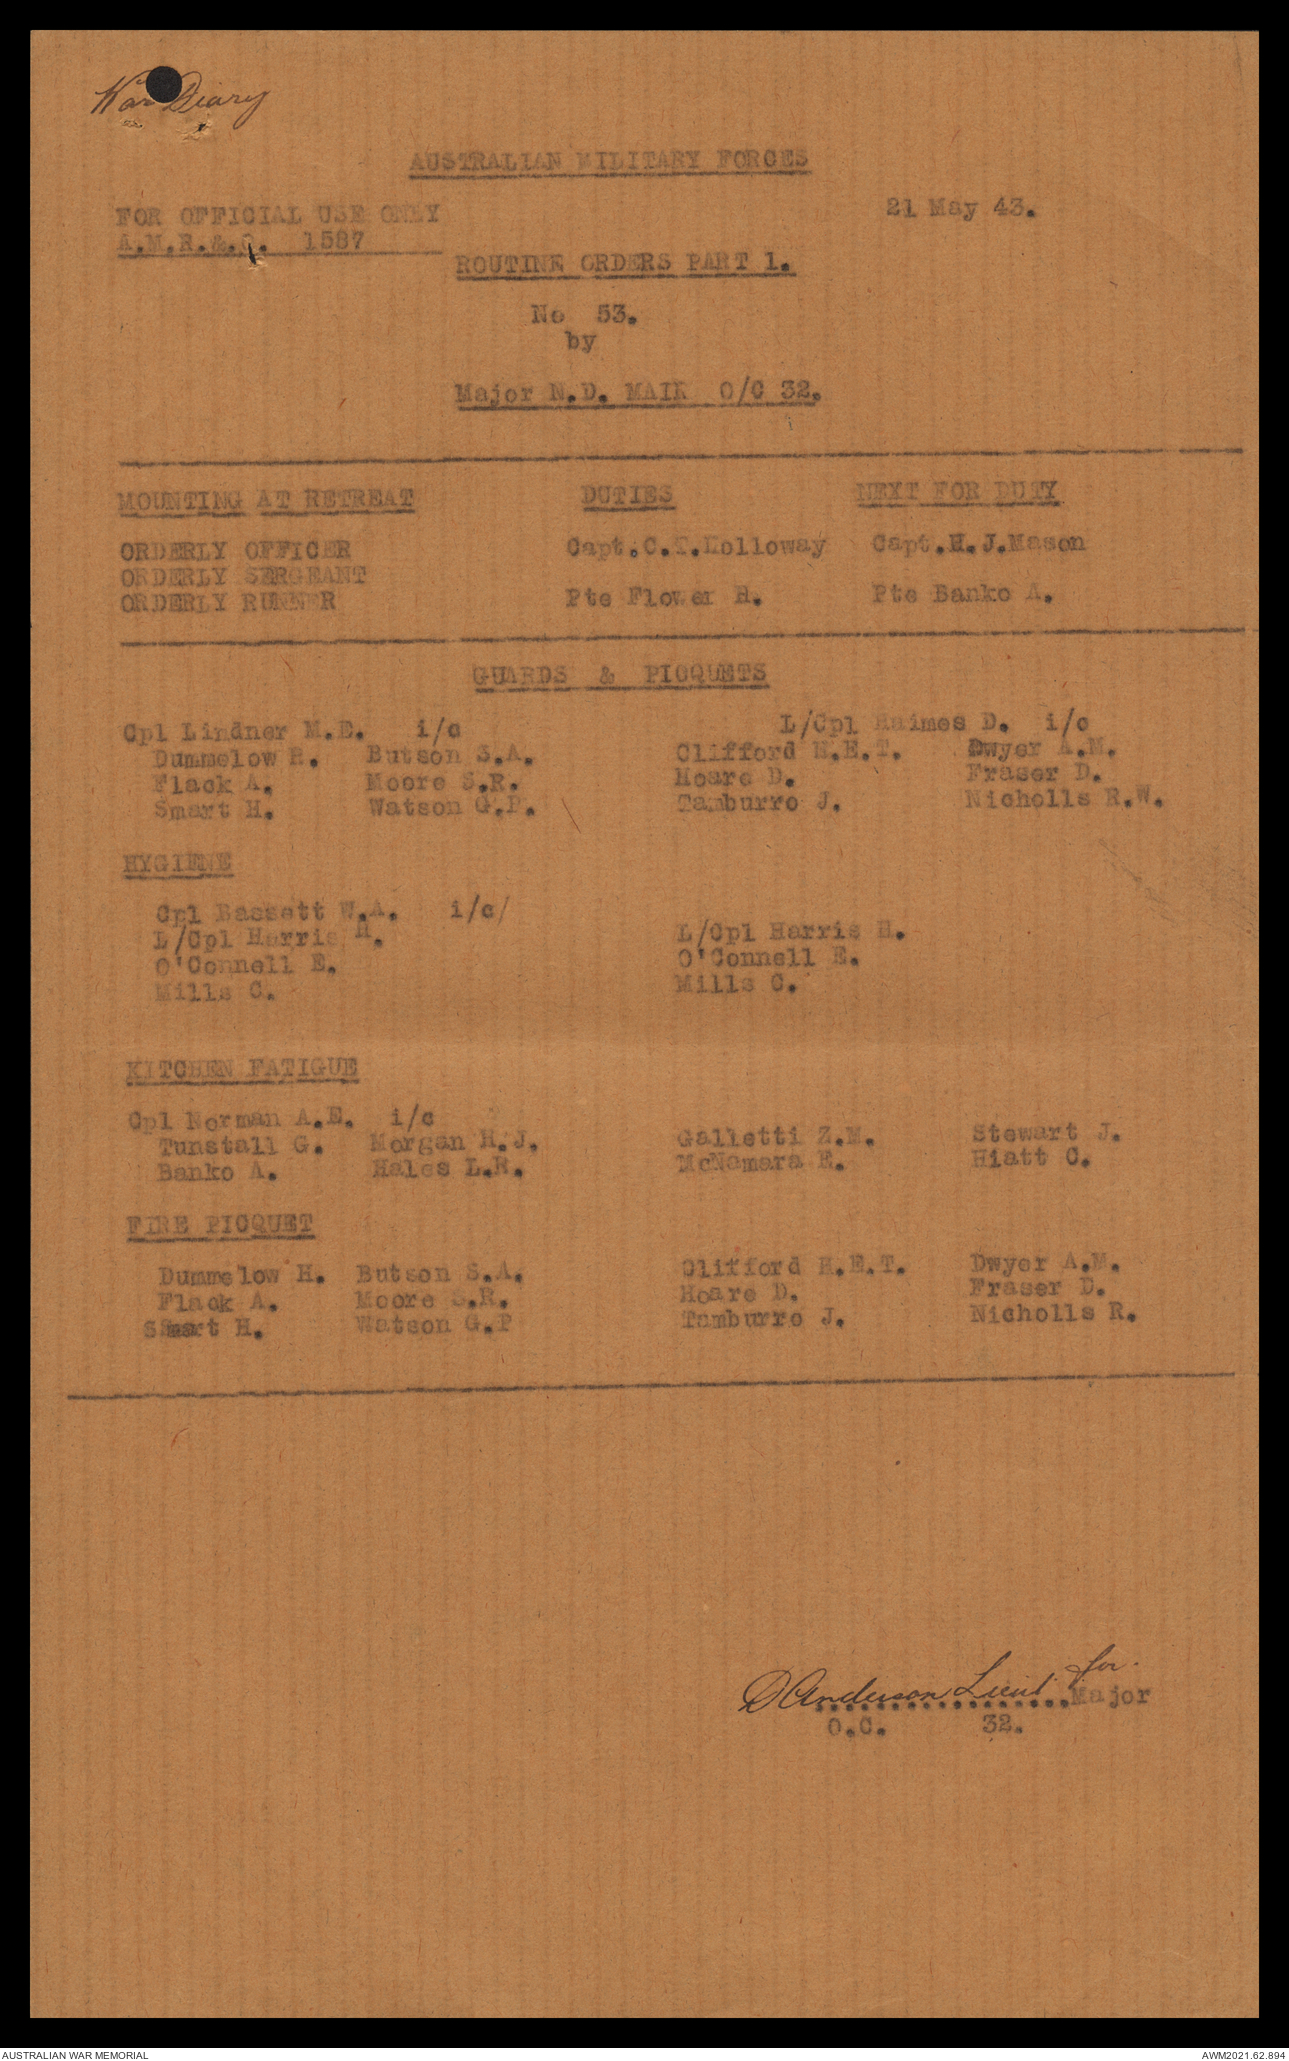 War Diary
AUSTRALIAN MILITARY FORCES
FOR OFFICIAL USE ONLY 21 May 43.
A.M.R.&.O. 1587
ROUTINE ORDERS PART 1.
No 53.
by
Major N.D. MAIR O/C 32.
MOUNTING AT RETREAT DUTIES NEXT FOR DUTY
ORDERLY OFFICER Capt.C.T.Holloway Capt.H.J.Mason
ORDERLY SERGEANT
ORDERLY RUNNER Pte Flower H. Pte Banko A.
GUARDS & PICQUETS
Cpl Lindner M.E. i/c L/Cpl Haimes D. i/c
Dummelow H. Butson S.A. Clifford H.E.T. Dwyer A.M.
Flack A. Moore S.R. Hoare D. Fraser D.
Smart H. Watson G.P. Tamburro J. Nicholls R.W.
HYGIENE
Cpl Bassett W.A. i/c/
L/Cpl Harris H. L/Cpl Harris H.
O'Connell E. O'Connell E.
Mills C. Mills C.
KITCHEN FATIGUE
Cpl Norman A.E. i/c
Tunstall G. Morgan H.J. Galletti Z.M. Stewart J.
Banko A. Hales L.R. McNamara E. Hiatt C.
FIRE PICQUET
Dummelow H. Butson S.A. Clifford H.E.T. Dwyer A.M.
Flack A. Moore S.R. Hoare D. Fraser D.
Smart H. Watson G.P Tamburro J. Nicholls R.
D Anderson Lieut. for.
.................Major
O.C. 32.
AUSTRALIAN WAR MEMORIAL AWM2021.62.894